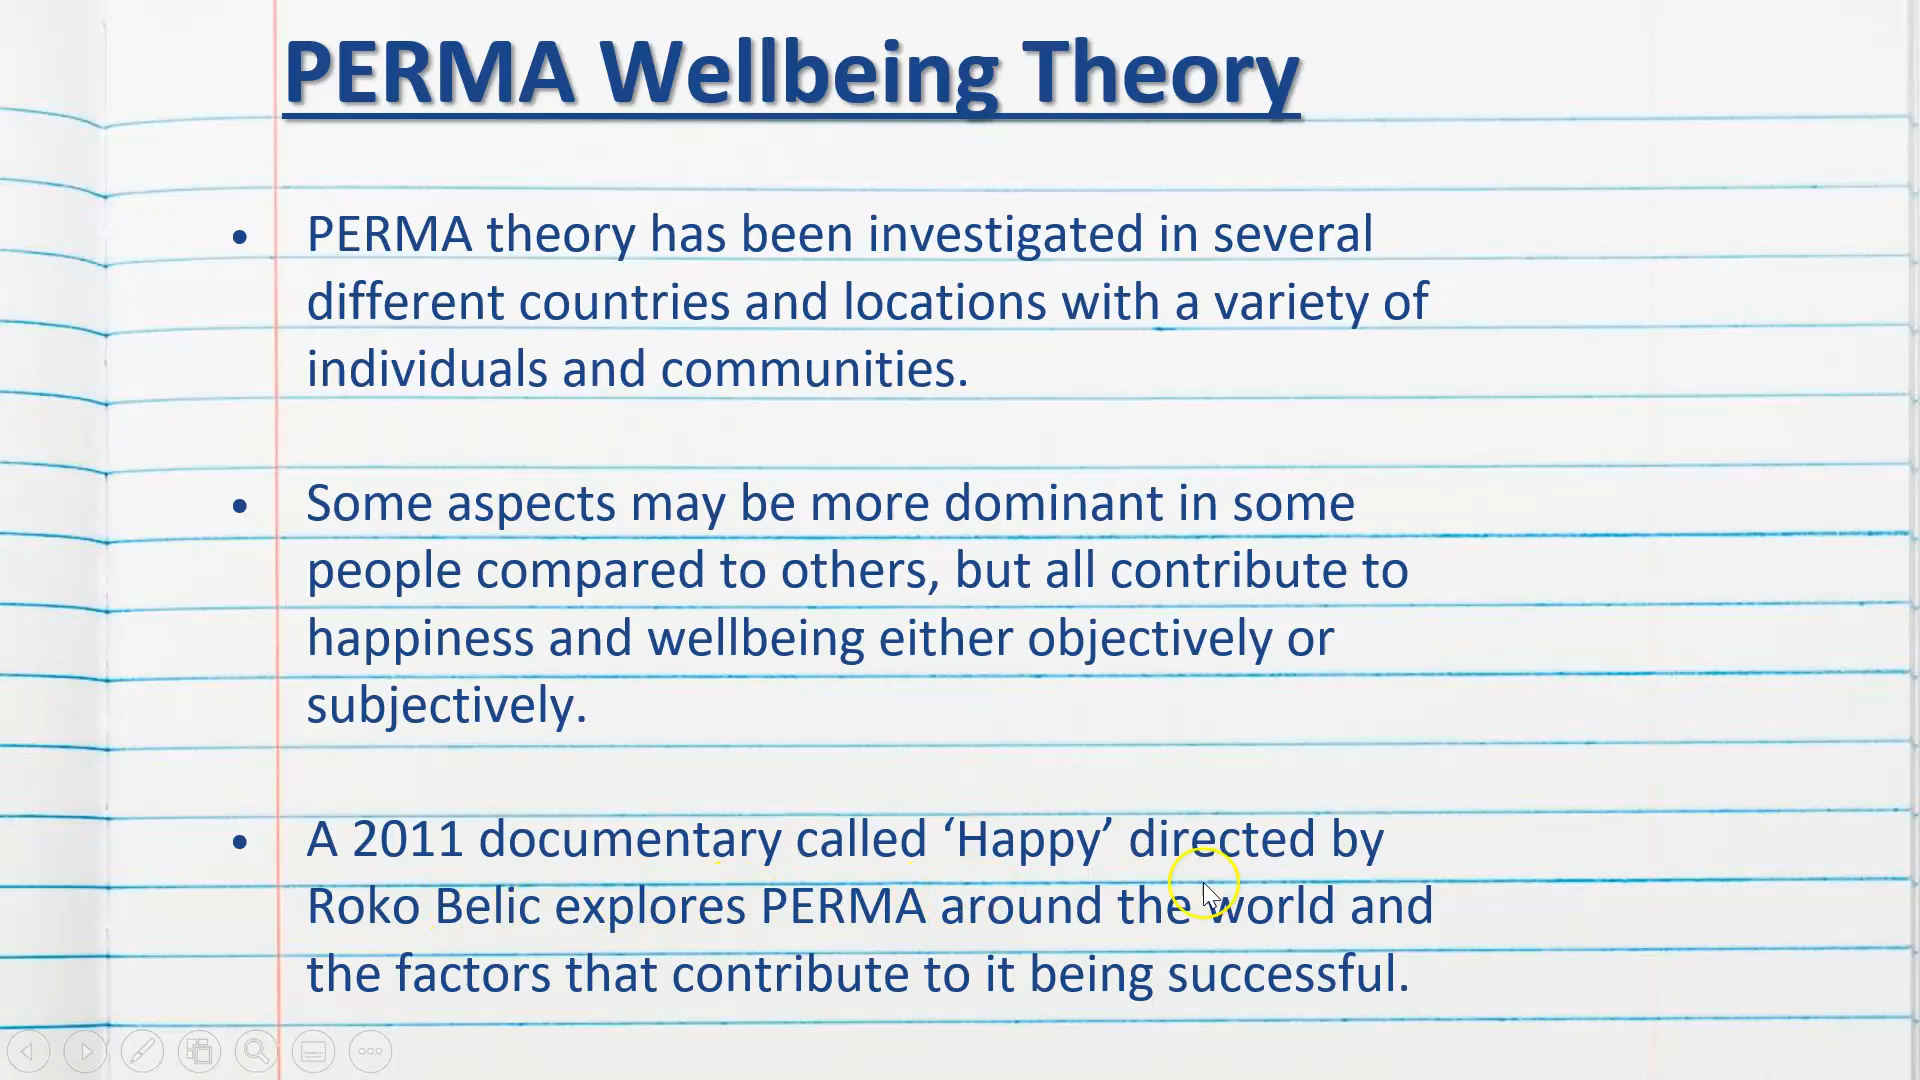 PERMA Wellbeing Theory
• PERMA theory has been investigated in several
different countries and locations with a variety of
individuals and communities.
• Some aspects may be more dominant in some
people compared to others, but all contribute to
happiness and wellbeing either objectively or
subjectively.
• A 2011 documentary called ‘Happy’ directed by
Roko Belic explores PERMA around the world and
the factors that contribute to it being successful.